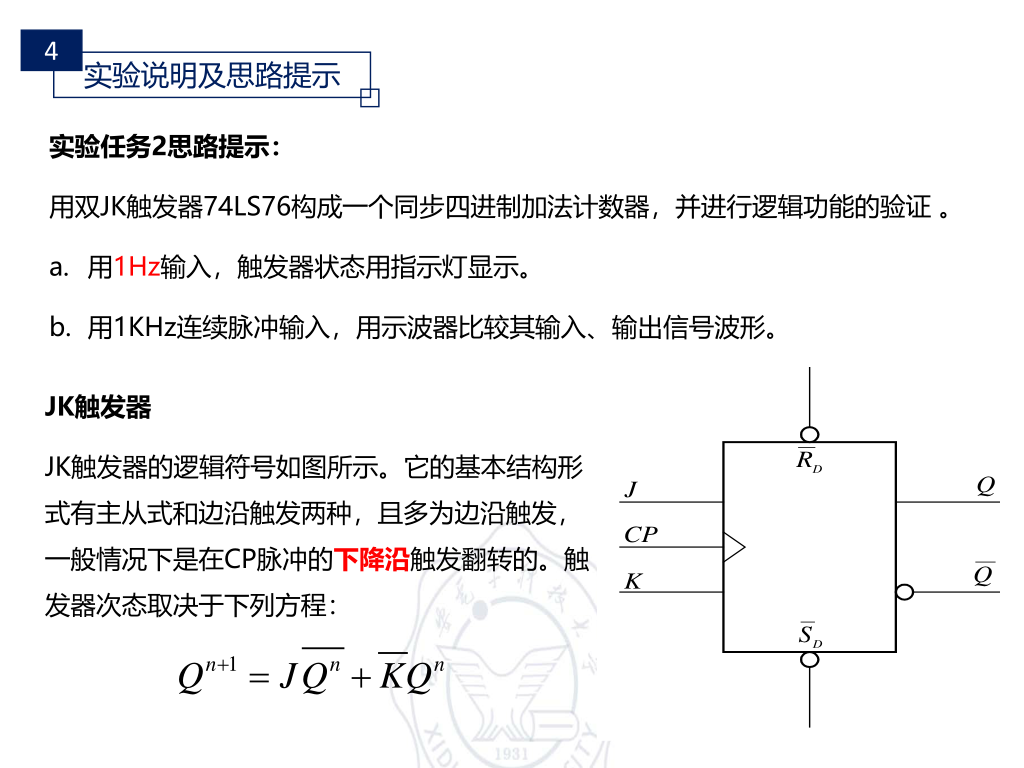 4
实验说明及思路提示
实验任务2思路提示：
用双JK触发器74LS76构成一个同步四进制加法计数器，并进行逻辑功能的验证 。
a. 用1Hz输入，触发器状态用指示灯显示。
b. 用1KHz连续脉冲输入，用示波器比较其输入、输出信号波形。
JK触发器
JK触发器的逻辑符号如图所示。它的基本结构形
式有主从式和边沿触发两种，且多为边沿触发，
一般情况下是在CP脉冲的下降沿触发翻转的。触
发器次态取决于下列方程：
Qⁿ⁺¹ = J Q̅ⁿ + K̅Qⁿ
R̅_D
J
Q
CP
K
Q̅
S̅_D
1931